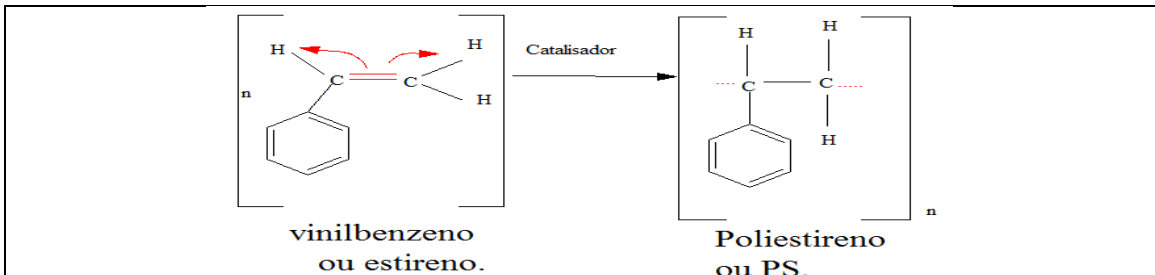 H
H
C
C
n
H
Catalisador
H
H
C
C
H
n
vinilbenzeno
ou estireno.
Poliestireno
ou PS.